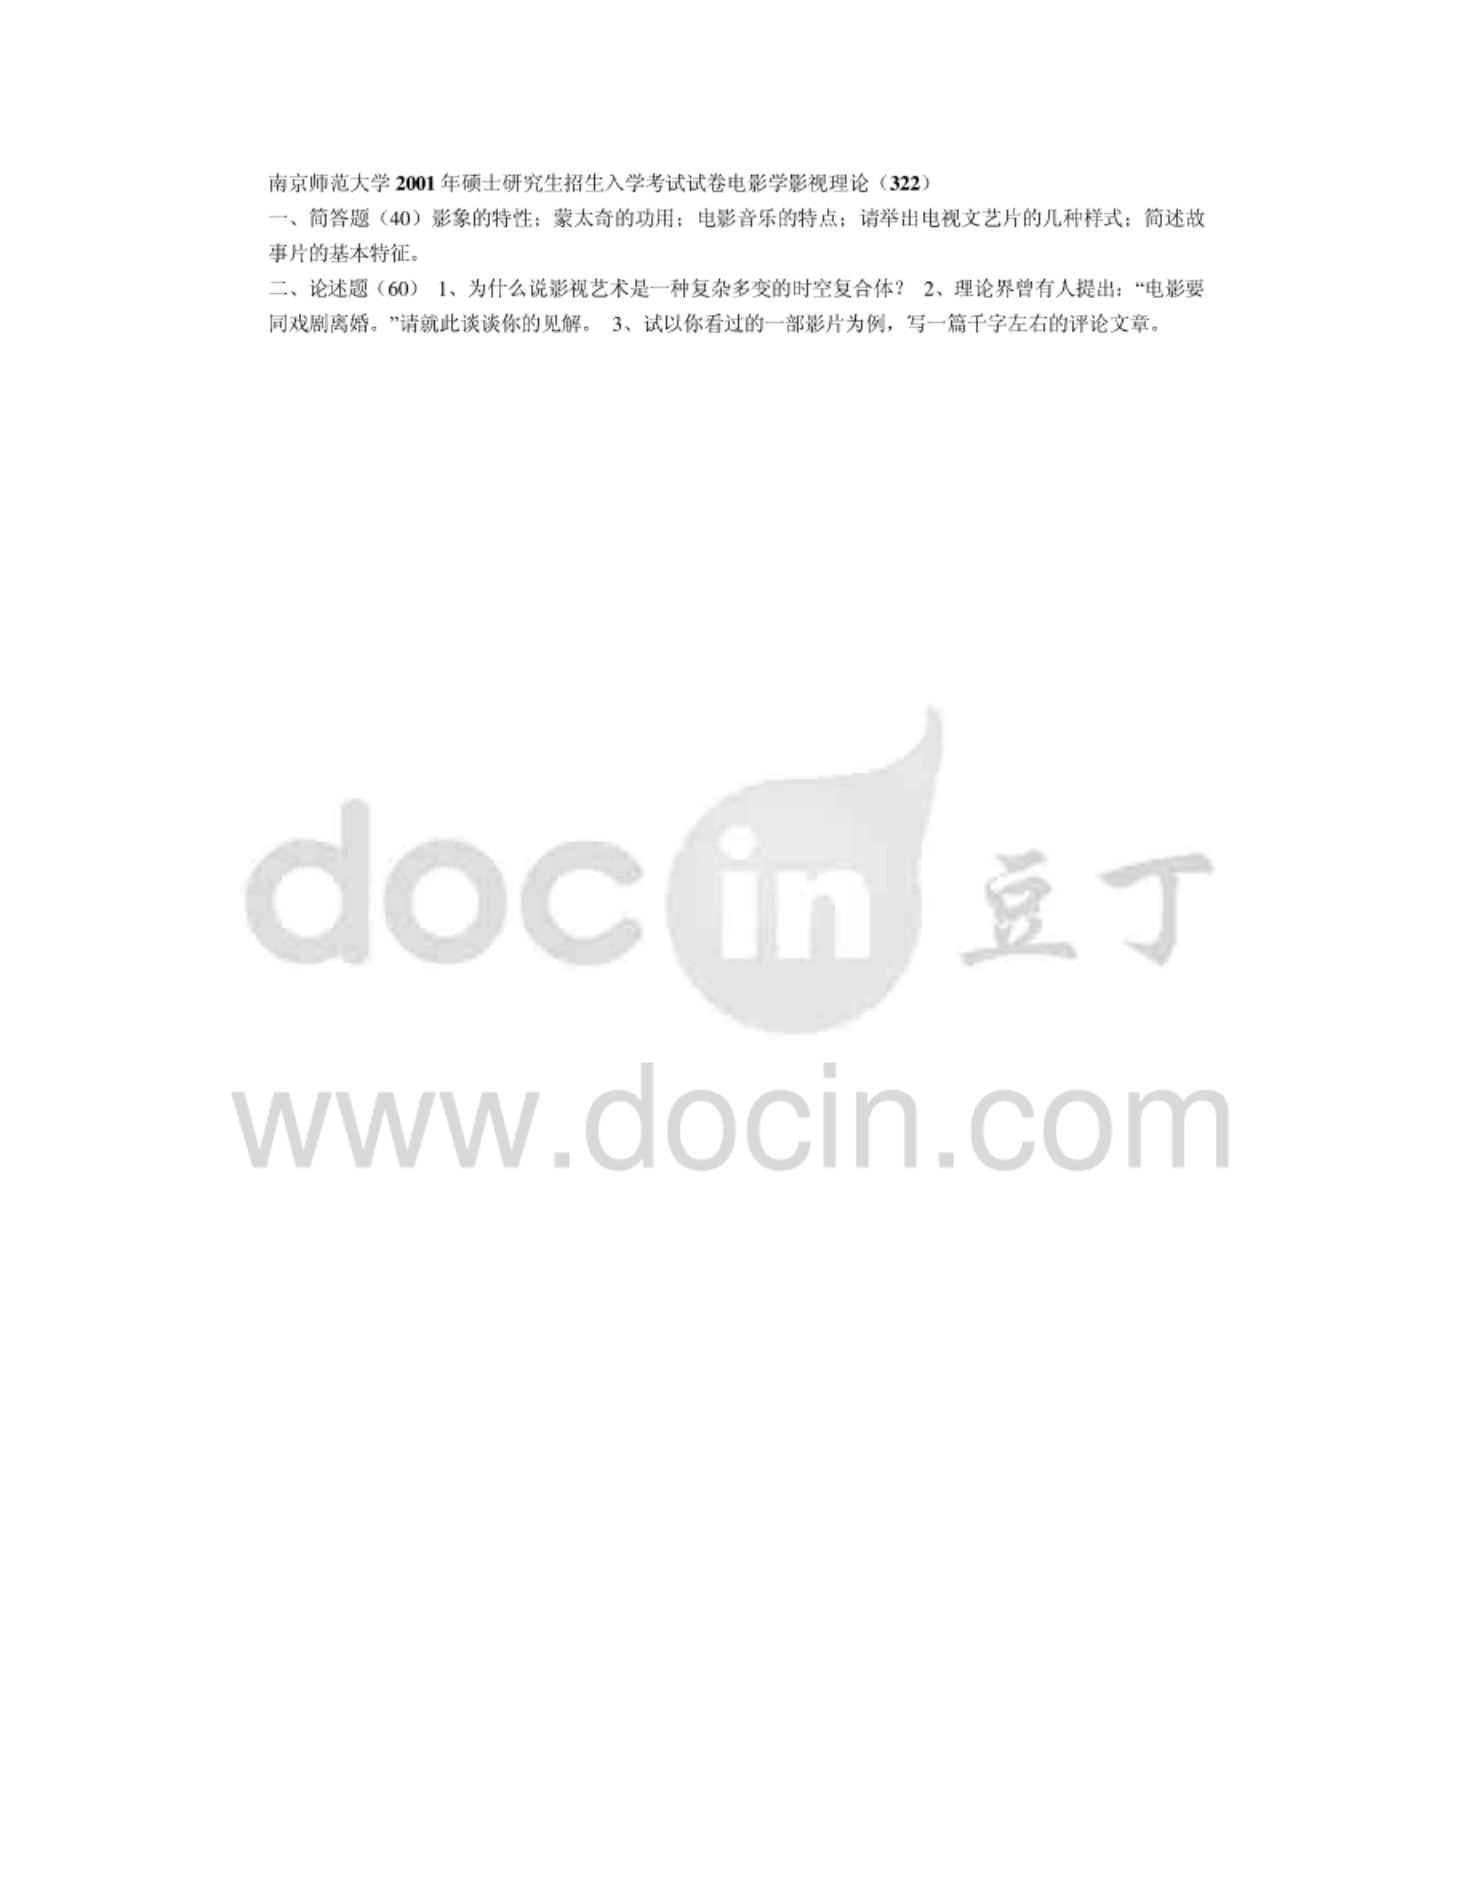 南京师范大学 2001 年硕士研究生招生入学考试试卷电影学影视理论（322）
一、简答题（40）影象的特性；蒙太奇的功用；电影音乐的特点；请举出电视文艺片的几种样式；简述故
事片的基本特征。
二、论述题（60） 1、为什么说影视艺术是一种复杂多变的时空复合体？ 2、理论界曾有人提出：“电影要
同戏剧离婚。”请就此谈谈你的见解。 3、试以你看过的一部影片为例，写一篇千字左右的评论文章。
docin 豆丁
www.docin.com